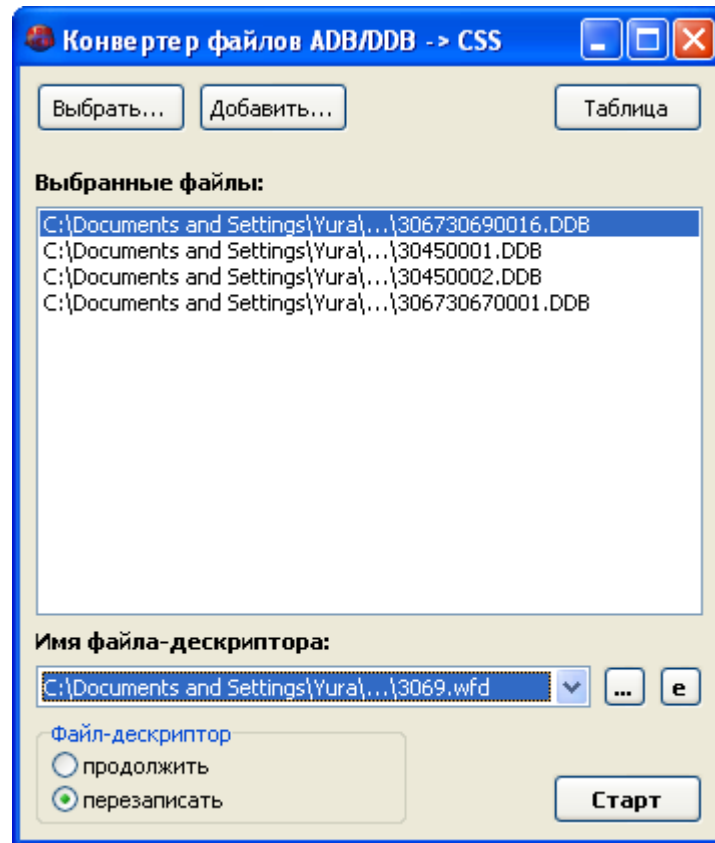 Конвертер файлов ADB/DDB -> CSS
Выбрать... Добавить... Таблица
Выбранные файлы:
C:\Documents and Settings\Yura\...\306730690016.DDB
C:\Documents and Settings\Yura\...\30450001.DDB
C:\Documents and Settings\Yura\...\30450002.DDB
C:\Documents and Settings\Yura\...\306730670001.DDB
Имя файла-дескриптора:
C:\Documents and Settings\Yura\...\3069.wfd ... e
Файл-дескриптор
продолжить
перезаписать
Старт